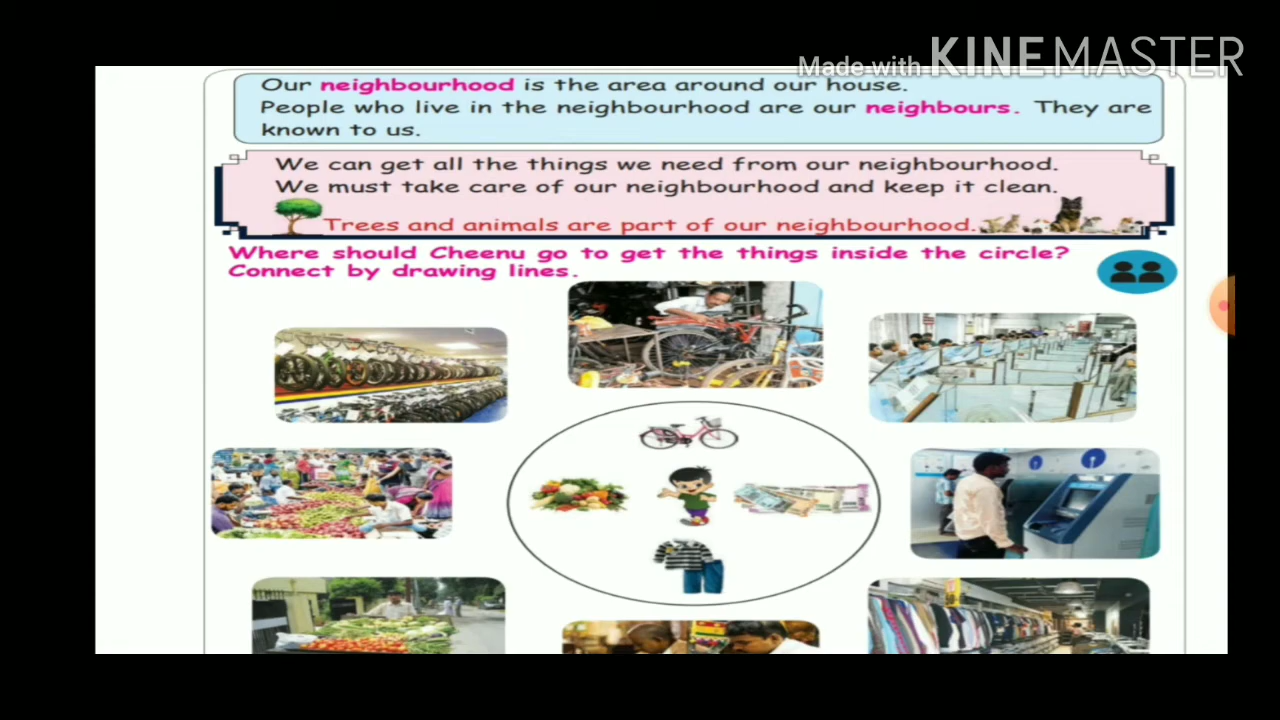 Made with KINEMASTER
Our neighbourhood is the area around our house.
People who live in the neighbourhood are our neighbours. They are
known to us.
We can get all the things we need from our neighbourhood.
We must take care of our neighbourhood and keep it clean.
Trees and animals are part of our neighbourhood.
Where should Cheenu go to get the things inside the circle?
Connect by drawing lines.